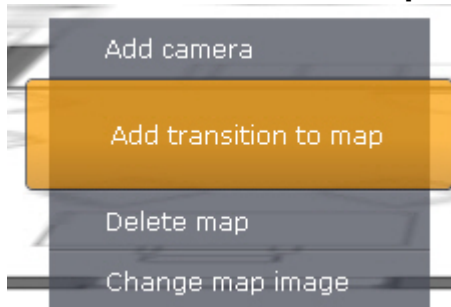 Add camera
Add transition to map
Delete map
Change map image